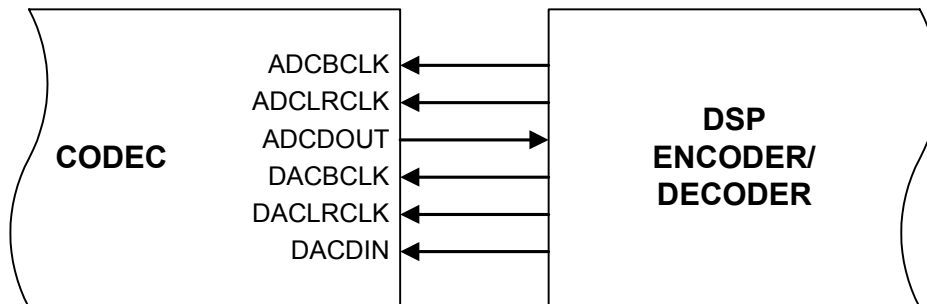 CODEC
ADCBCLK
ADCLRCLK
ADCDOUT
DACBCLK
DACLRCLK
DACDIN
DSP
ENCODER/
DECODER